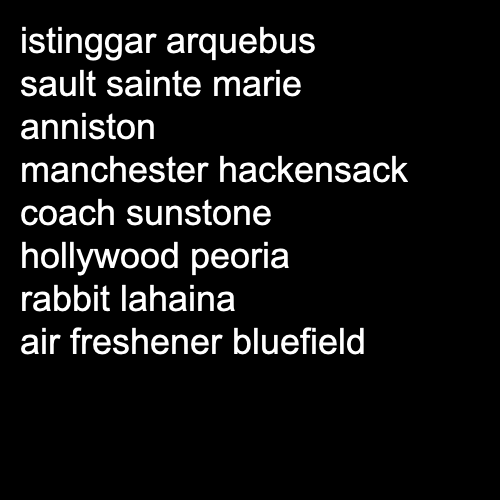 istinggar arquebus
sault sainte marie
anniston
manchester hackensack
coach sunstone
hollywood peoria
rabbit lahaina
air freshener bluefield